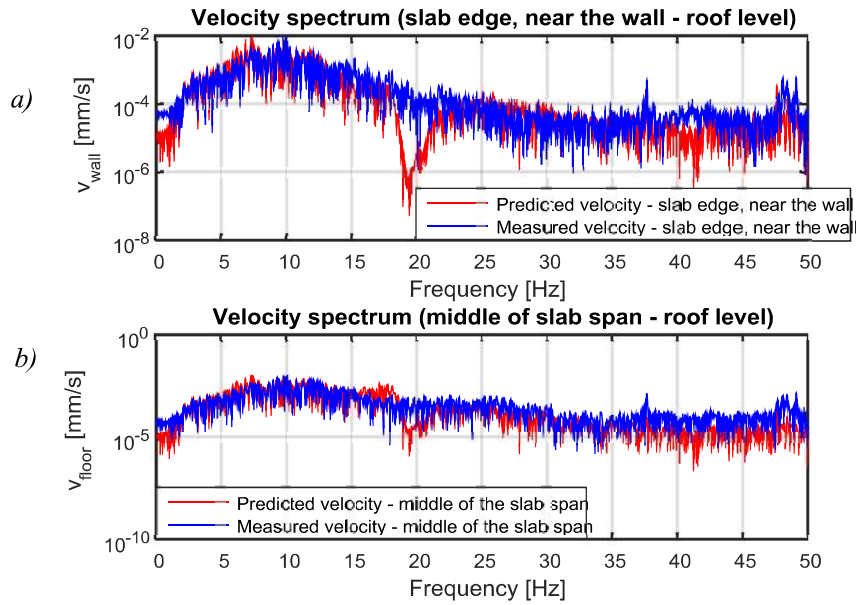 Velocity spectrum (slab edge, near the wall - roof level)
a)
v_wall [mm/s]
10^-2
10^-4
10^-6
10^-8
Predicted velocity - slab edge, near the wall
Measured velocity - slab edge, near the wall
0 5 10 15 20 25 30 35 40 45 50
Frequency [Hz]
Velocity spectrum (middle of slab span - roof level)
b)
v_floor [mm/s]
10^0
10^-5
10^-10
Predicted velocity - middle of the slab span
Measured velocity - middle of the slab span
0 5 10 15 20 25 30 35 40 45 50
Frequency [Hz]